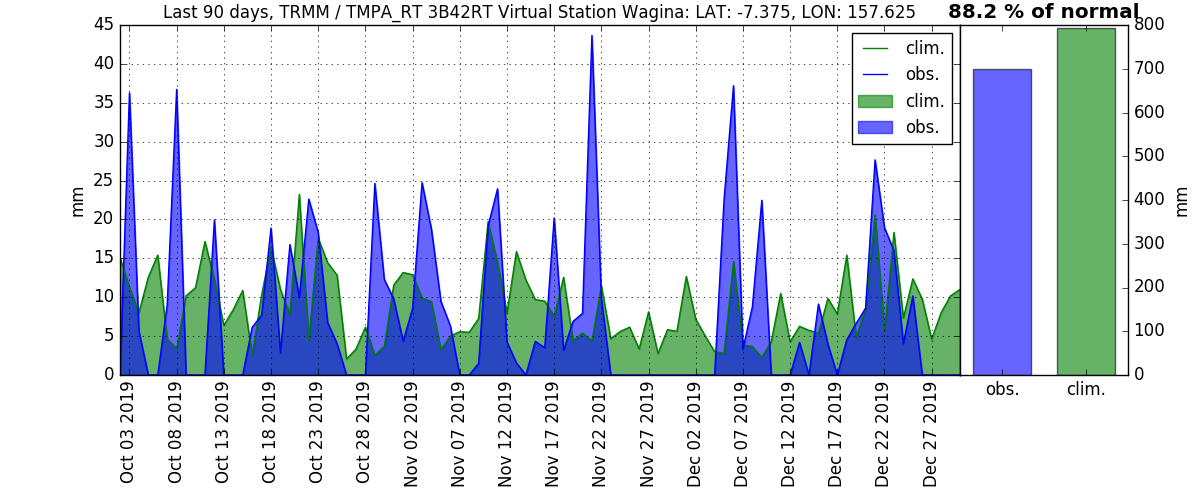 Last 90 days, TRMM / TMPA_RT 3B42RT Virtual Station Wagina: LAT: -7.375, LON: 157.625
88.2 % of normal
45
40
35
30
25
20
15
10
5
0
mm
clim.
obs.
clim.
obs.
800
700
600
500
400
300
200
100
0
mm
Oct 03 2019
Oct 08 2019
Oct 13 2019
Oct 18 2019
Oct 23 2019
Oct 28 2019
Nov 02 2019
Nov 07 2019
Nov 12 2019
Nov 17 2019
Nov 22 2019
Nov 27 2019
Dec 02 2019
Dec 07 2019
Dec 12 2019
Dec 17 2019
Dec 22 2019
Dec 27 2019
obs.
clim.